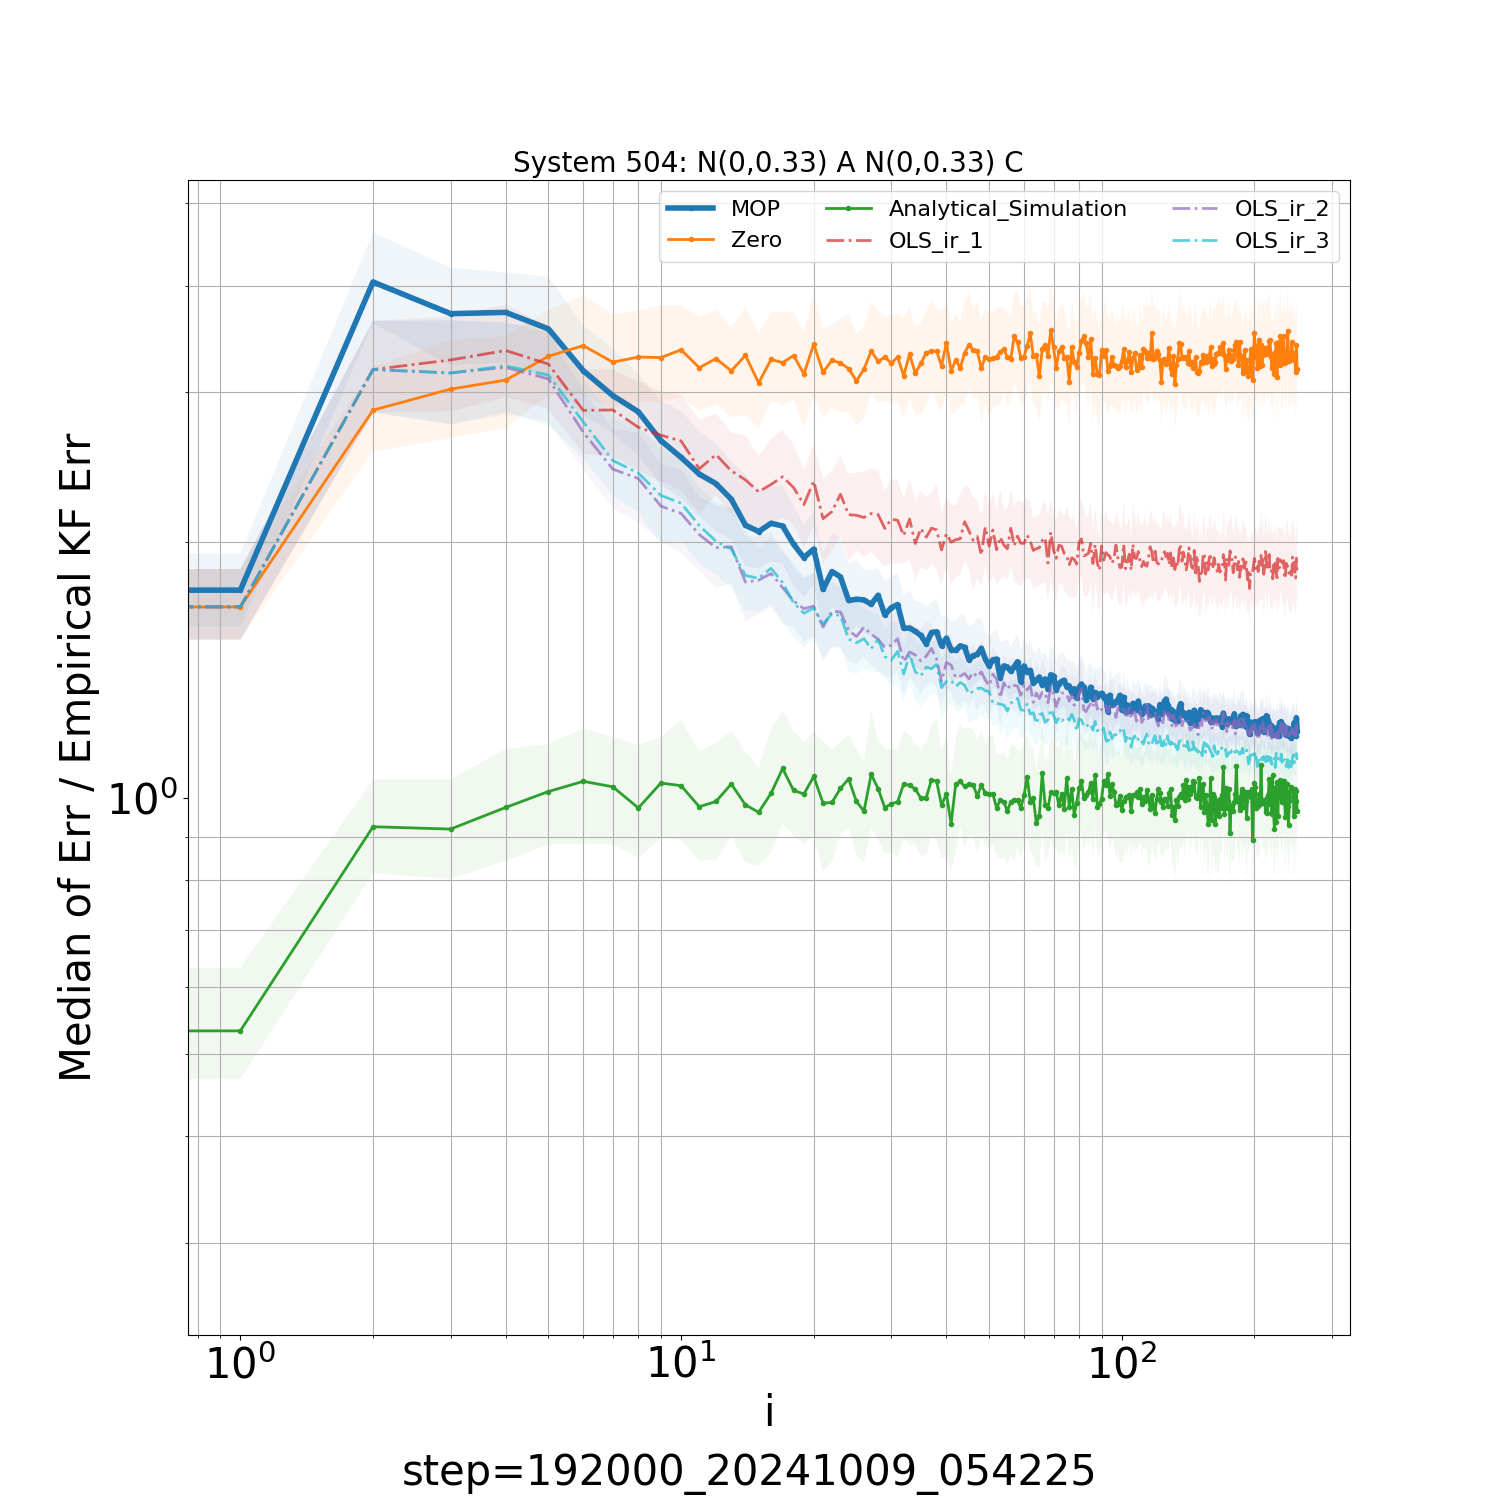 System 504: N(0,0.33) A N(0,0.33) C
MOP
Zero
Analytical_Simulation
OLS_ir_1
OLS_ir_2
OLS_ir_3
Median of Err / Empirical KF Err
10⁰
10⁰ 10¹ 10²
i
step=192000_20241009_054225